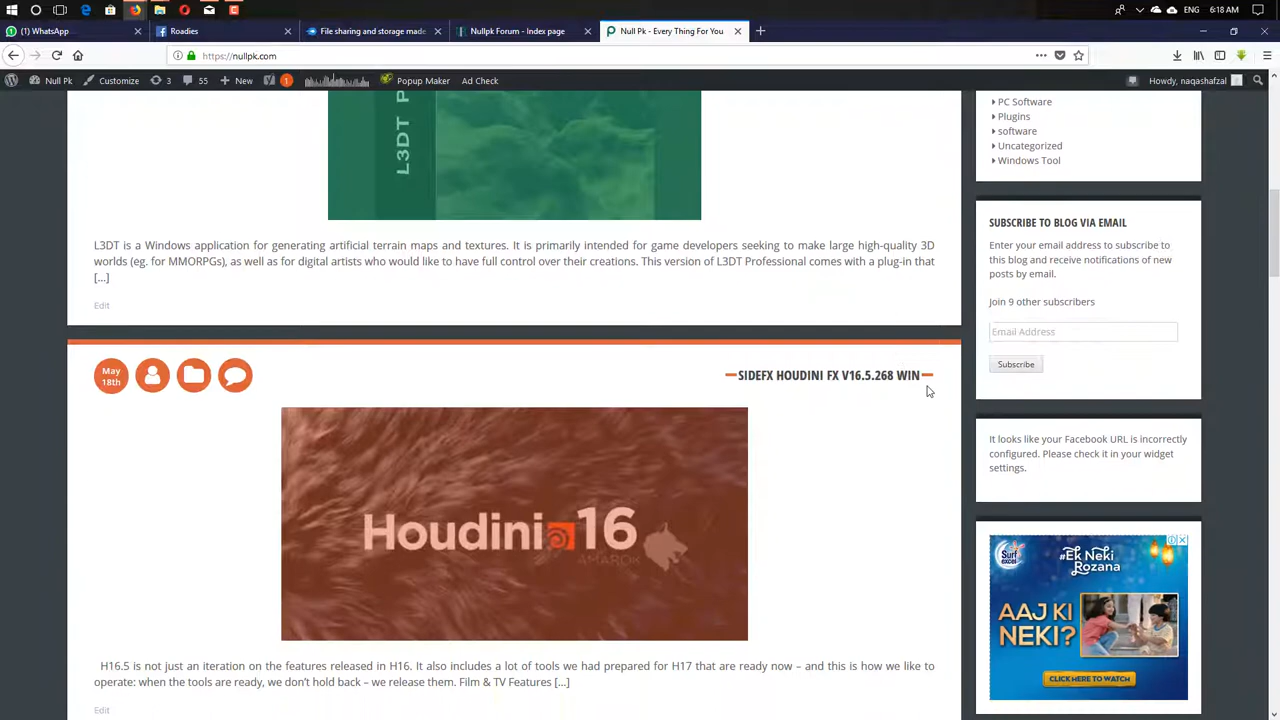 6:18 AM
WhatsApp
Roadies
File sharing and storage made
Nullpk Forum - Index page
Null Pk - Every Thing For You
https://nullpk.com
Null Pk
Customize
3
55
New
1
Popup Maker
Ad Check
Howdy, naqashafzal
L3DT P
L3DT is a Windows application for generating artificial terrain maps and textures. It is primarily intended for game developers seeking to make large high-quality 3D
worlds (eg. for MMORPGs), as well as for digital artists who would like to have full control over their creations. This version of L3DT Professional comes with a plug-in that
[...]
Edit
May
18th
SIDEFX HOUDINI FX V16.5.268 WIN
Houdini 16
AMAROK
H16.5 is not just an iteration on the features released in H16. It also includes a lot of tools we had prepared for H17 that are ready now – and this is how we like to
operate: when the tools are ready, we don't hold back – we release them. Film & TV Features [...]
Edit
PC Software
Plugins
software
Uncategorized
Windows Tool
SUBSCRIBE TO BLOG VIA EMAIL
Enter your email address to subscribe to
this blog and receive notifications of new
posts by email.
Join 9 other subscribers
Email Address
Subscribe
It looks like your Facebook URL is incorrectly
configured. Please check it in your widget
settings.
Surf
excel
#Ek Neki
Rozana
AAJ KI
NEKI?
CLICK HERE TO WATCH